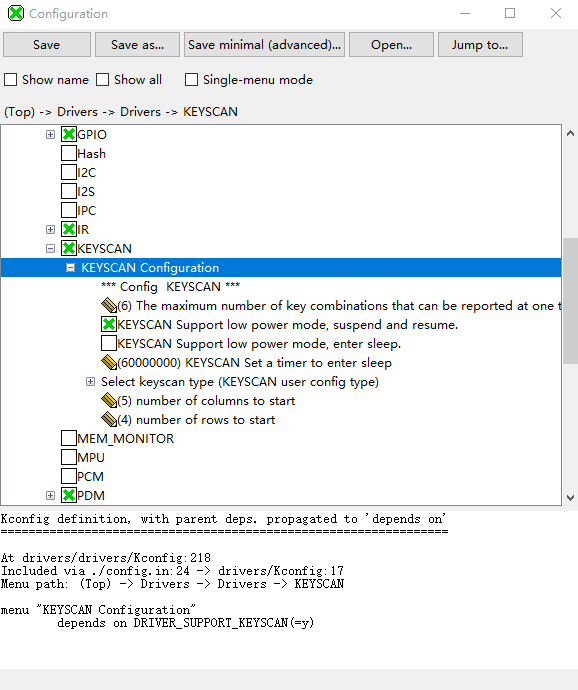 Configuration
Save Save as... Save minimal (advanced)... Open... Jump to...
Show name Show all Single-menu mode
(Top) -> Drivers -> Drivers -> KEYSCAN
GPIO
Hash
I2C
I2S
IPC
IR
KEYSCAN
KEYSCAN Configuration
*** Config KEYSCAN ***
(6) The maximum number of key combinations that can be reported at one t
KEYSCAN Support low power mode, suspend and resume.
KEYSCAN Support low power mode, enter sleep.
(60000000) KEYSCAN Set a timer to enter sleep
Select keyscan type (KEYSCAN user config type)
(5) number of columns to start
(4) number of rows to start
MEM_MONITOR
MPU
PCM
PDM
Kconfig definition, with parent deps. propagated to 'depends on'
================================================================
At drivers/drivers/Kconfig:218
Included via ./config.in:24 -> drivers/Kconfig:17
Menu path: (Top) -> Drivers -> Drivers -> KEYSCAN
menu "KEYSCAN Configuration"
depends on DRIVER_SUPPORT_KEYSCAN(=y)